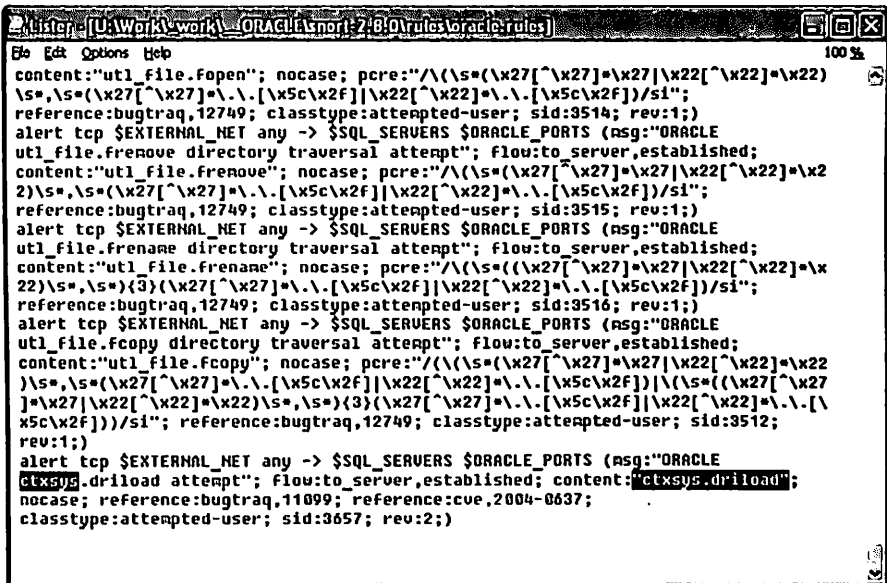 Lister - [U:\Work\_work\__ORACLE\snort-2.8.0\rules\oracle.rules]
File Edit Options Help 100 %
content:"utl_file.fopen"; nocase; pcre:"/\(\s*(\x27[^\x27]*\x27|\x22[^\x22]*\x22)
\s*,\s*(\x27[^\x27]*\.\.[\x5c\x2f]|\x22[^\x22]*\.\.[\x5c\x2f])/si";
reference:bugtraq,12749; classtype:attempted-user; sid:3514; rev:1;)
alert tcp $EXTERNAL_NET any -> $SQL_SERVERS $ORACLE_PORTS (msg:"ORACLE
utl_file.fremove directory traversal attempt"; flow:to_server,established;
content:"utl_file.fremove"; nocase; pcre:"/\(\s*(\x27[^\x27]*\x27|\x22[^\x22]*\x2
2)\s*,\s*(\x27[^\x27]*\.\.[\x5c\x2f]|\x22[^\x22]*\.\.[\x5c\x2f])/si";
reference:bugtraq,12749; classtype:attempted-user; sid:3515; rev:1;)
alert tcp $EXTERNAL_NET any -> $SQL_SERVERS $ORACLE_PORTS (msg:"ORACLE
utl_file.frename directory traversal attempt"; flow:to_server,established;
content:"utl_file.frename"; nocase; pcre:"/\(\s*((\x27[^\x27]*\x27|\x22[^\x22]*\x
22)\s*,\s*){3}(\x27[^\x27]*\.\.[\x5c\x2f]|\x22[^\x22]*\.\.[\x5c\x2f])/si";
reference:bugtraq,12749; classtype:attempted-user; sid:3516; rev:1;)
alert tcp $EXTERNAL_NET any -> $SQL_SERVERS $ORACLE_PORTS (msg:"ORACLE
utl_file.fcopy directory traversal attempt"; flow:to_server,established;
content:"utl_file.fcopy"; nocase; pcre:"/(\(\s*(\x27[^\x27]*\x27|\x22[^\x22]*\x22
)\s*,\s*(\x27[^\x27]*\.\.[\x5c\x2f]|\x22[^\x22]*\.\.[\x5c\x2f])|\(\s*((\x27[^\x27
]*\x27|\x22[^\x22]*\x22)\s*,\s*){3}(\x27[^\x27]*\.\.[\x5c\x2f]|\x22[^\x22]*\.\.[\
x5c\x2f]))/si"; reference:bugtraq,12749; classtype:attempted-user; sid:3512;
rev:1;)
alert tcp $EXTERNAL_NET any -> $SQL_SERVERS $ORACLE_PORTS (msg:"ORACLE
ctxsys.driload attempt"; flow:to_server,established; content:"ctxsys.driload";
nocase; reference:bugtraq,11099; reference:cve,2004-0637;
classtype:attempted-user; sid:3657; rev:2;)